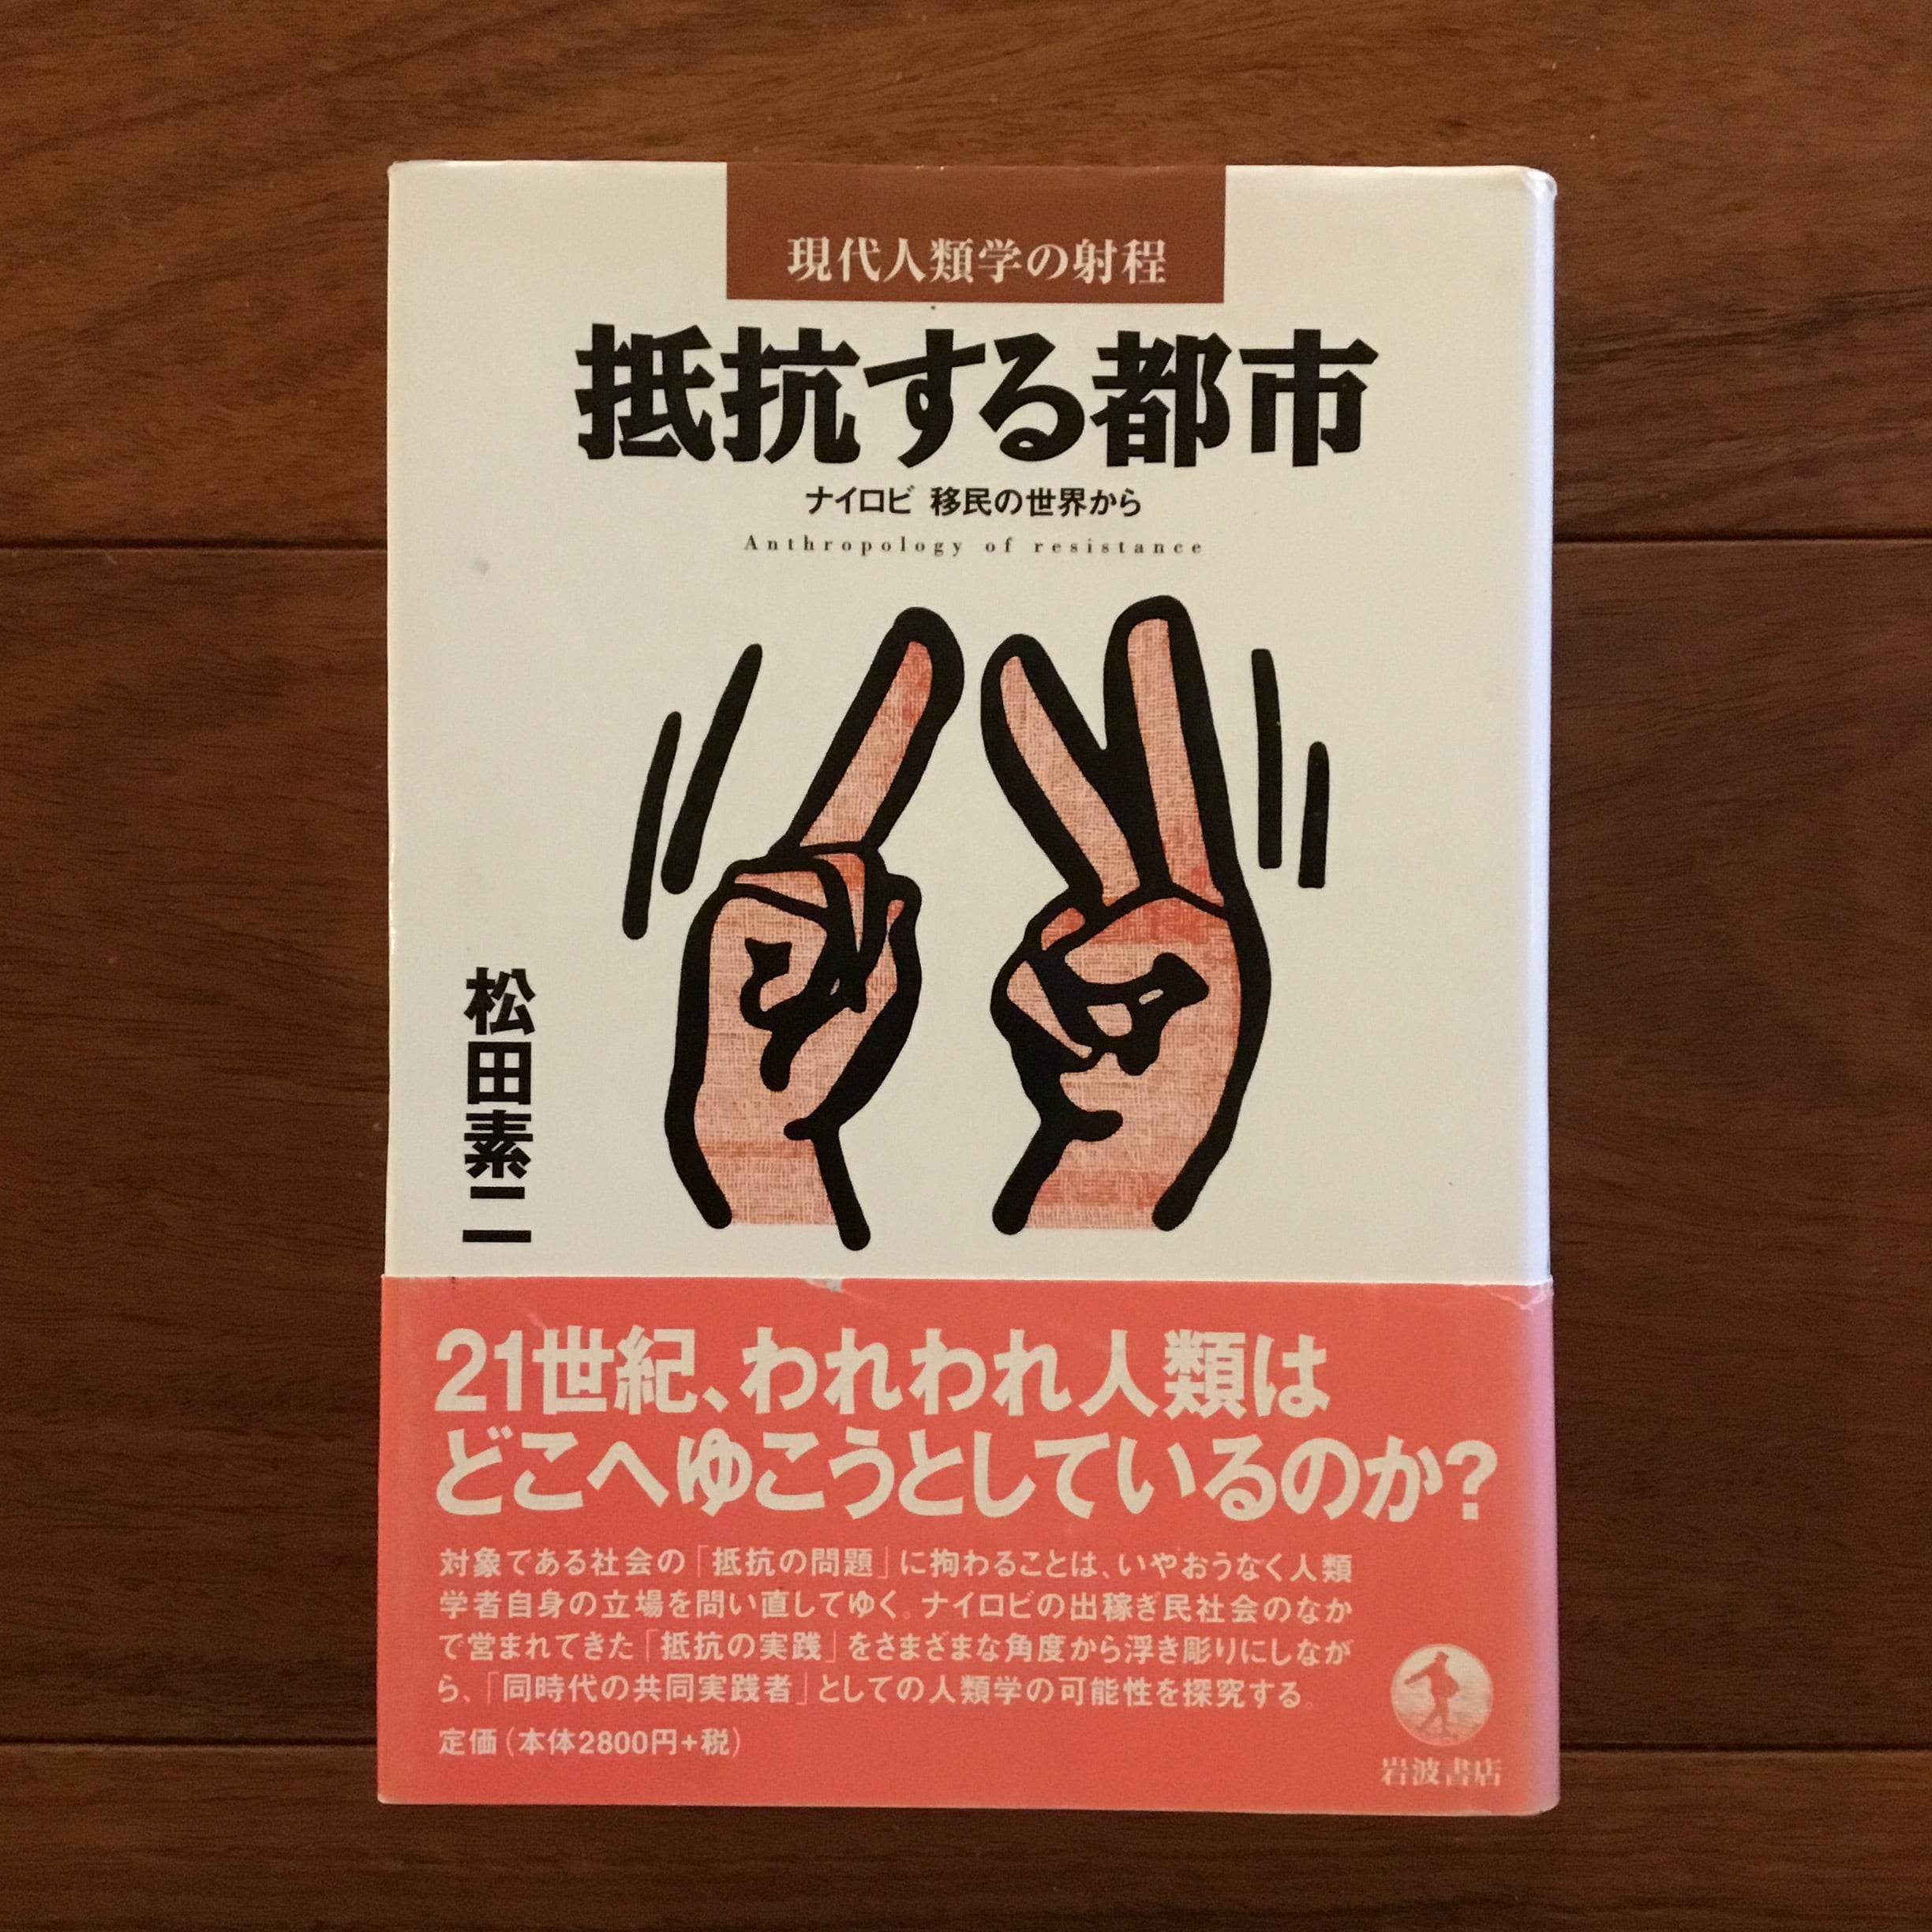 現代人類学の射程
抵抗する都市
ナイロビ 移民の世界から
Anthropology of resistance
松田素二
21世紀、われわれ人類は
どこへゆこうとしているのか?
対象である社会の「抵抗の問題」に拘わることは、いやおうなく人類
学者自身の立場を問い直してゆく。ナイロビの出稼ぎ民社会のなか
で営まれてきた「抵抗の実践」をさまざまな角度から浮き彫りにしなが
ら、「同時代の共同実践者」としての人類学の可能性を探究する。
定価(本体2800円+税)
岩波書店